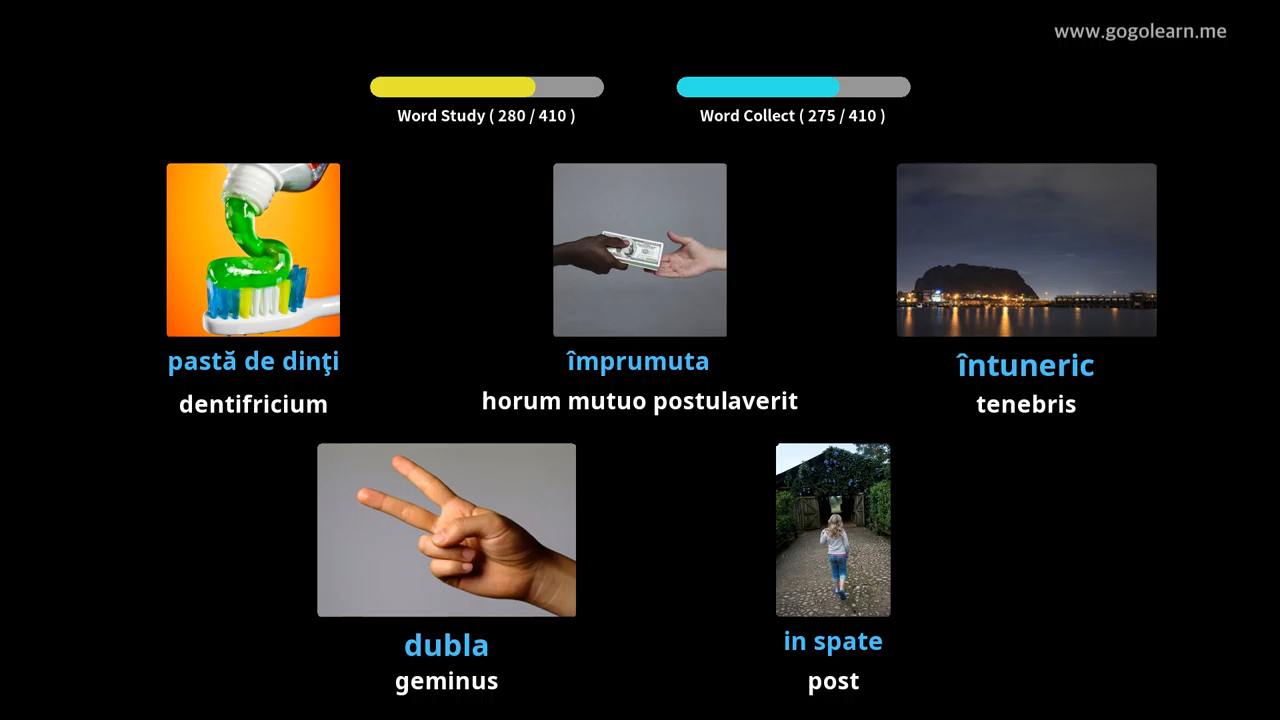 www.gogolearn.me
Word Study ( 280 / 410 )
Word Collect ( 275 / 410 )
pastă de dinţi
dentifricium
împrumuta
horum mutuo postulaverit
întuneric
tenebris
dubla
geminus
in spate
post